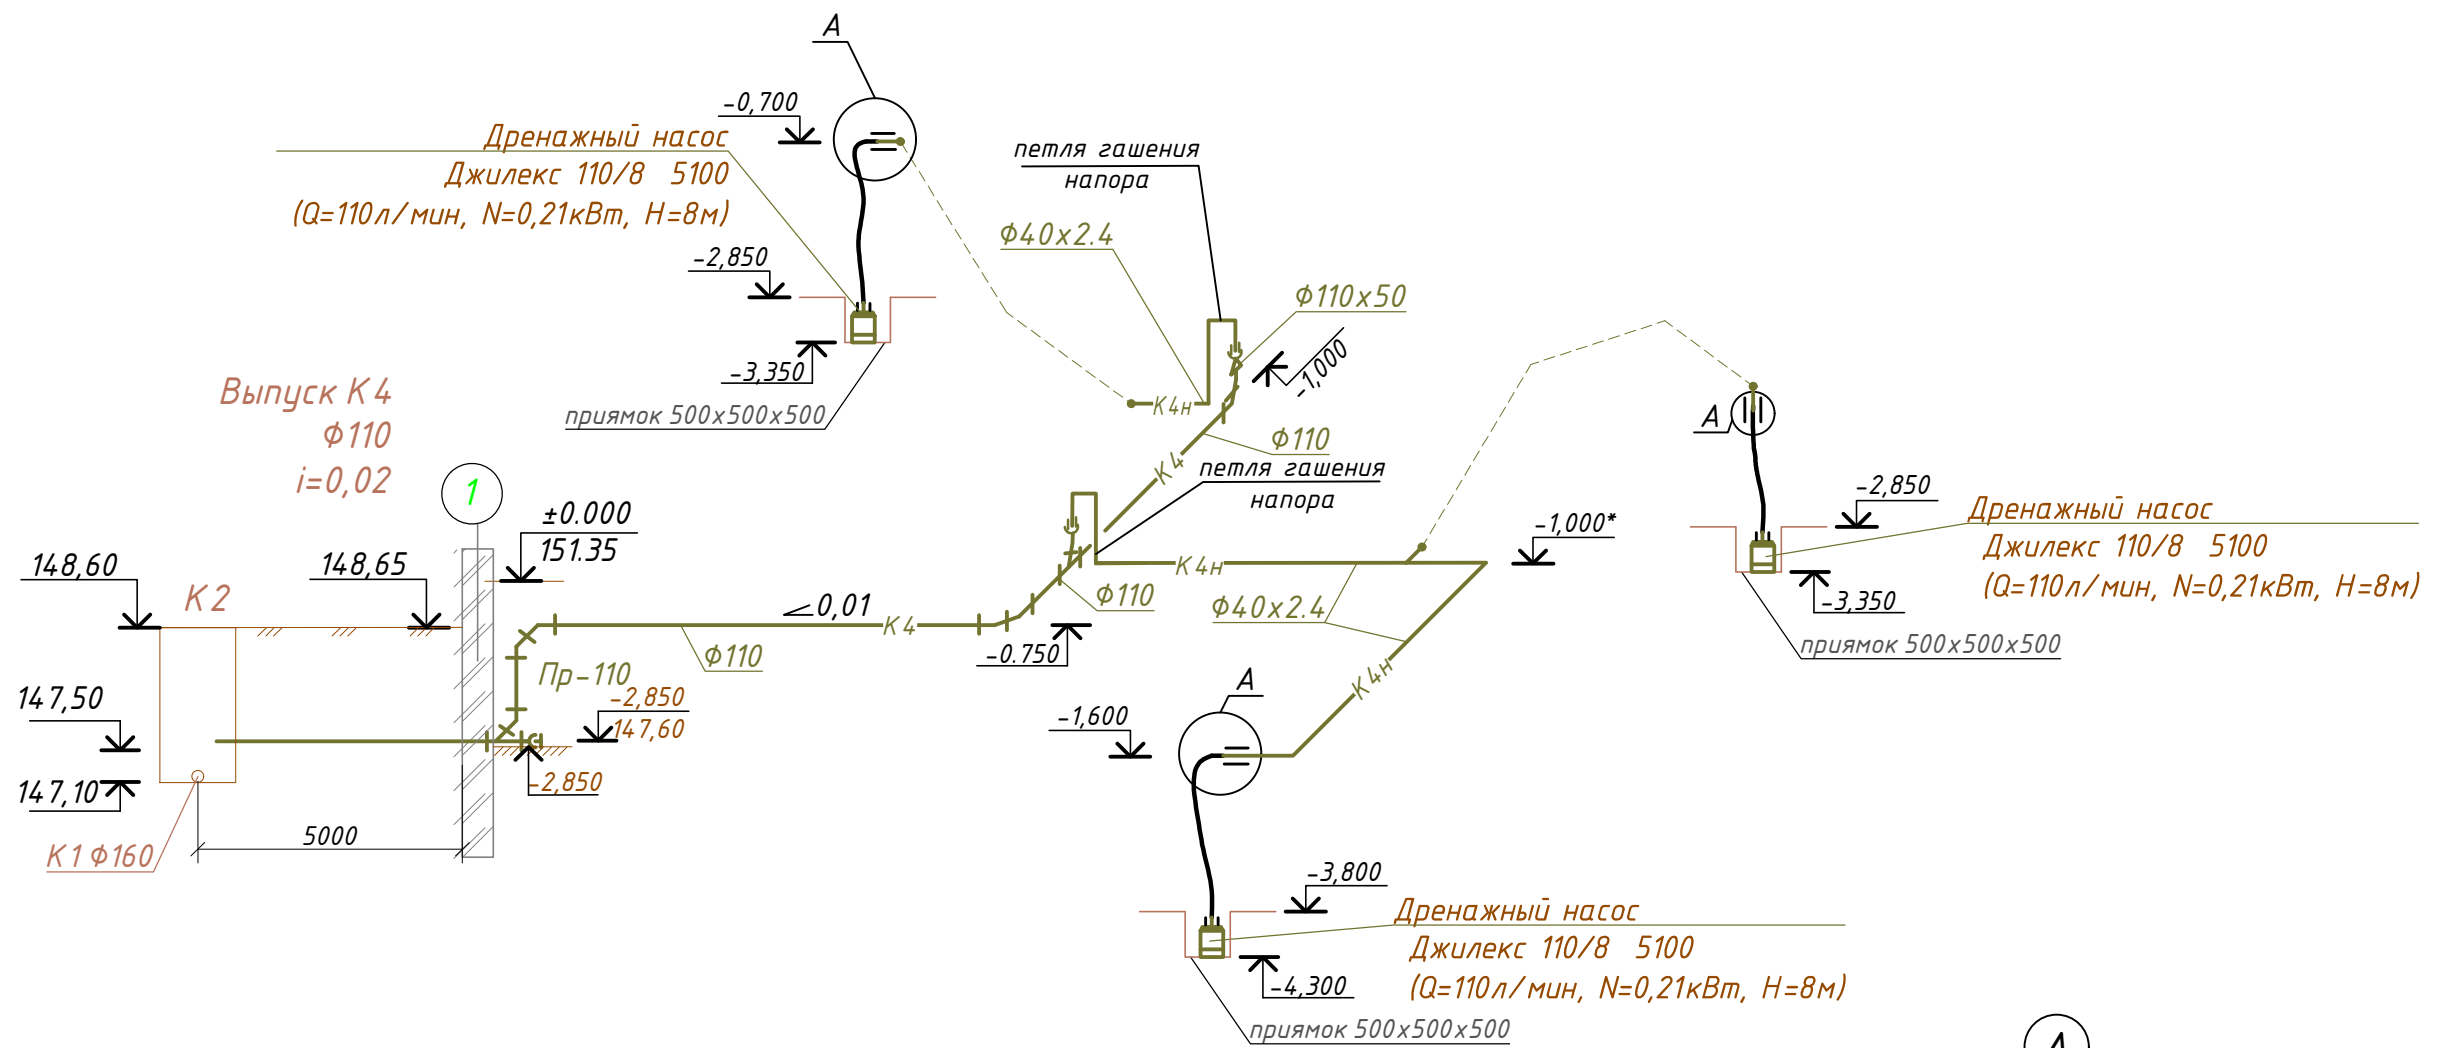 А
-0,700
Дренажный насос
Джилекс 110/8 5100
(Q=110л/мин, N=0,21кВт, H=8м)
-2,850
-3,350
приямок 500х500х500
петля гашения
напора
Ф40х2.4
Ф110х50
-1,000
К4н
Ф110
К4
петля гашения
напора
Выпуск К4
Ф110
i=0,02
1
±0.000
151.35
148,60
К2
148,65
0,01
К4
Ф110
-0.750
Пр-110
-2,850
147,60
-2,850
147,50
147,10
5000
К1 Ф160
Ф110
К4н
Ф40х2.4
-1,000*
К4н
А
-2,850
Дренажный насос
Джилекс 110/8 5100
(Q=110л/мин, N=0,21кВт, H=8м)
-3,350
приямок 500х500х500
А
-1,600
-3,800
Дренажный насос
Джилекс 110/8 5100
(Q=110л/мин, N=0,21кВт, H=8м)
-4,300
приямок 500х500х500
А